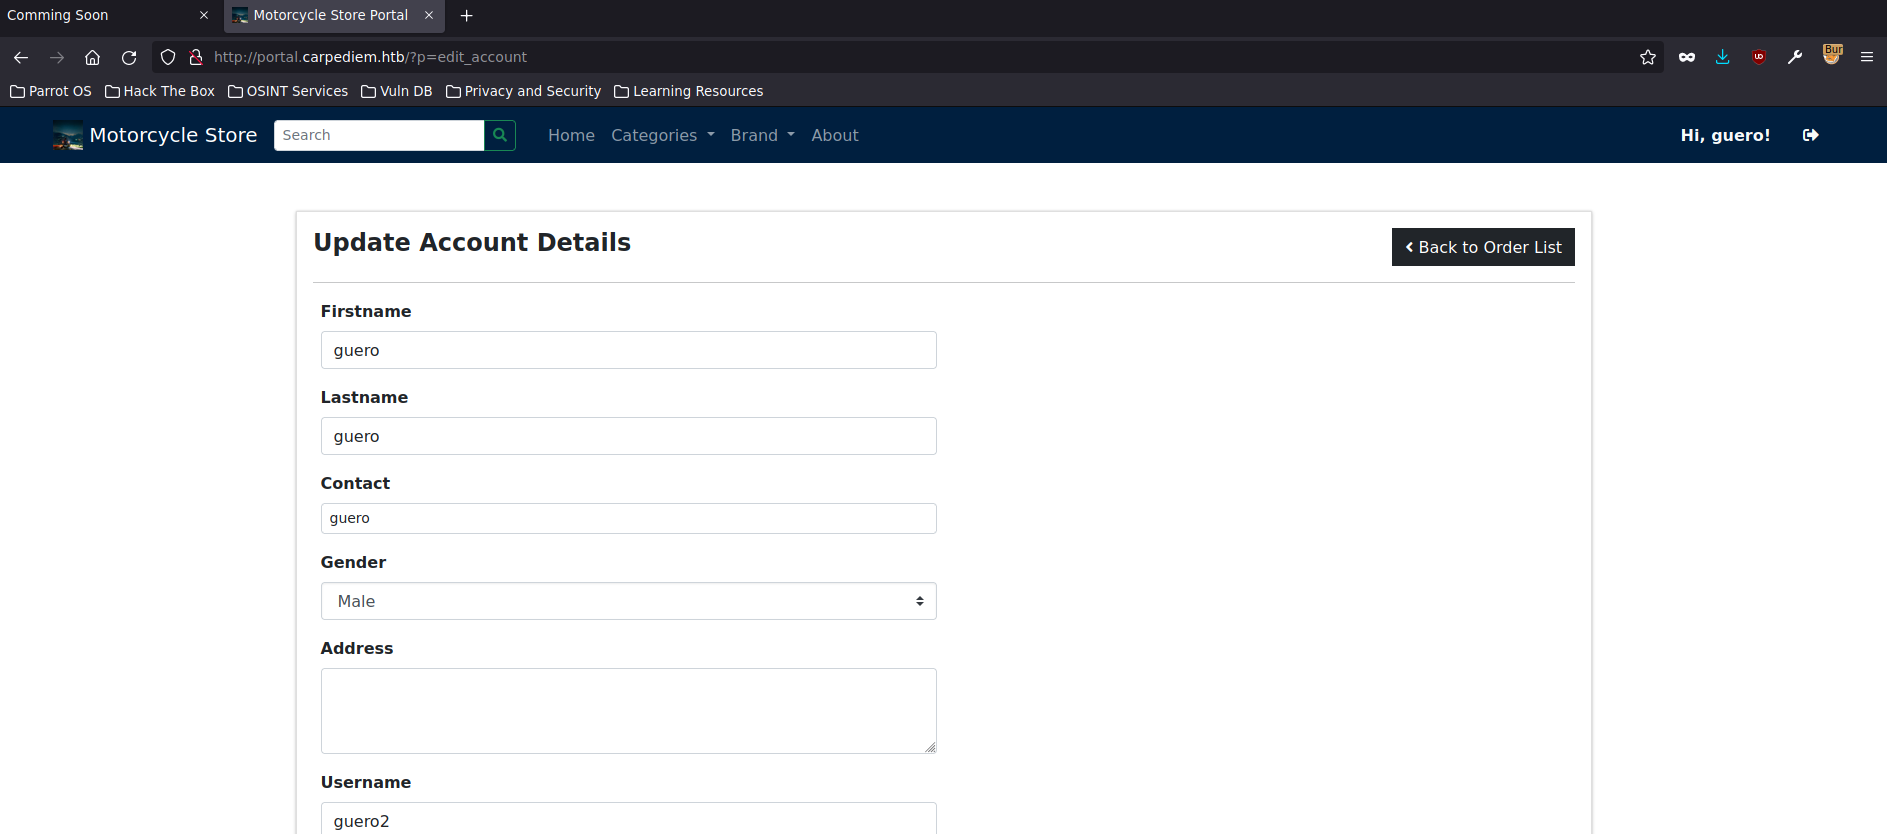 Comming Soon
Motorcycle Store Portal
http://portal.carpediem.htb/?p=edit_account
Bur
Parrot OS Hack The Box OSINT Services Vuln DB Privacy and Security Learning Resources
Motorcycle Store Search Home Categories Brand About Hi, guero!
Update Account Details
Back to Order List
Firstname
guero
Lastname
guero
Contact
guero
Gender
Male
Address
Username
guero2